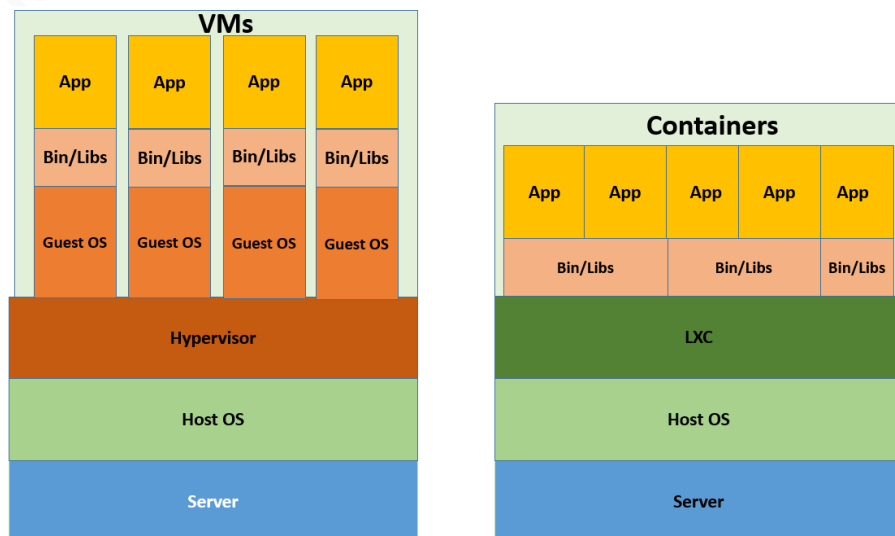 VMs
App
App
App
App
Bin/Libs
Bin/Libs
Bin/Libs
Bin/Libs
Guest OS
Guest OS
Guest OS
Guest OS
Hypervisor
Host OS
Server
Containers
App
App
App
App
App
Bin/Libs
Bin/Libs
Bin/Libs
LXC
Host OS
Server